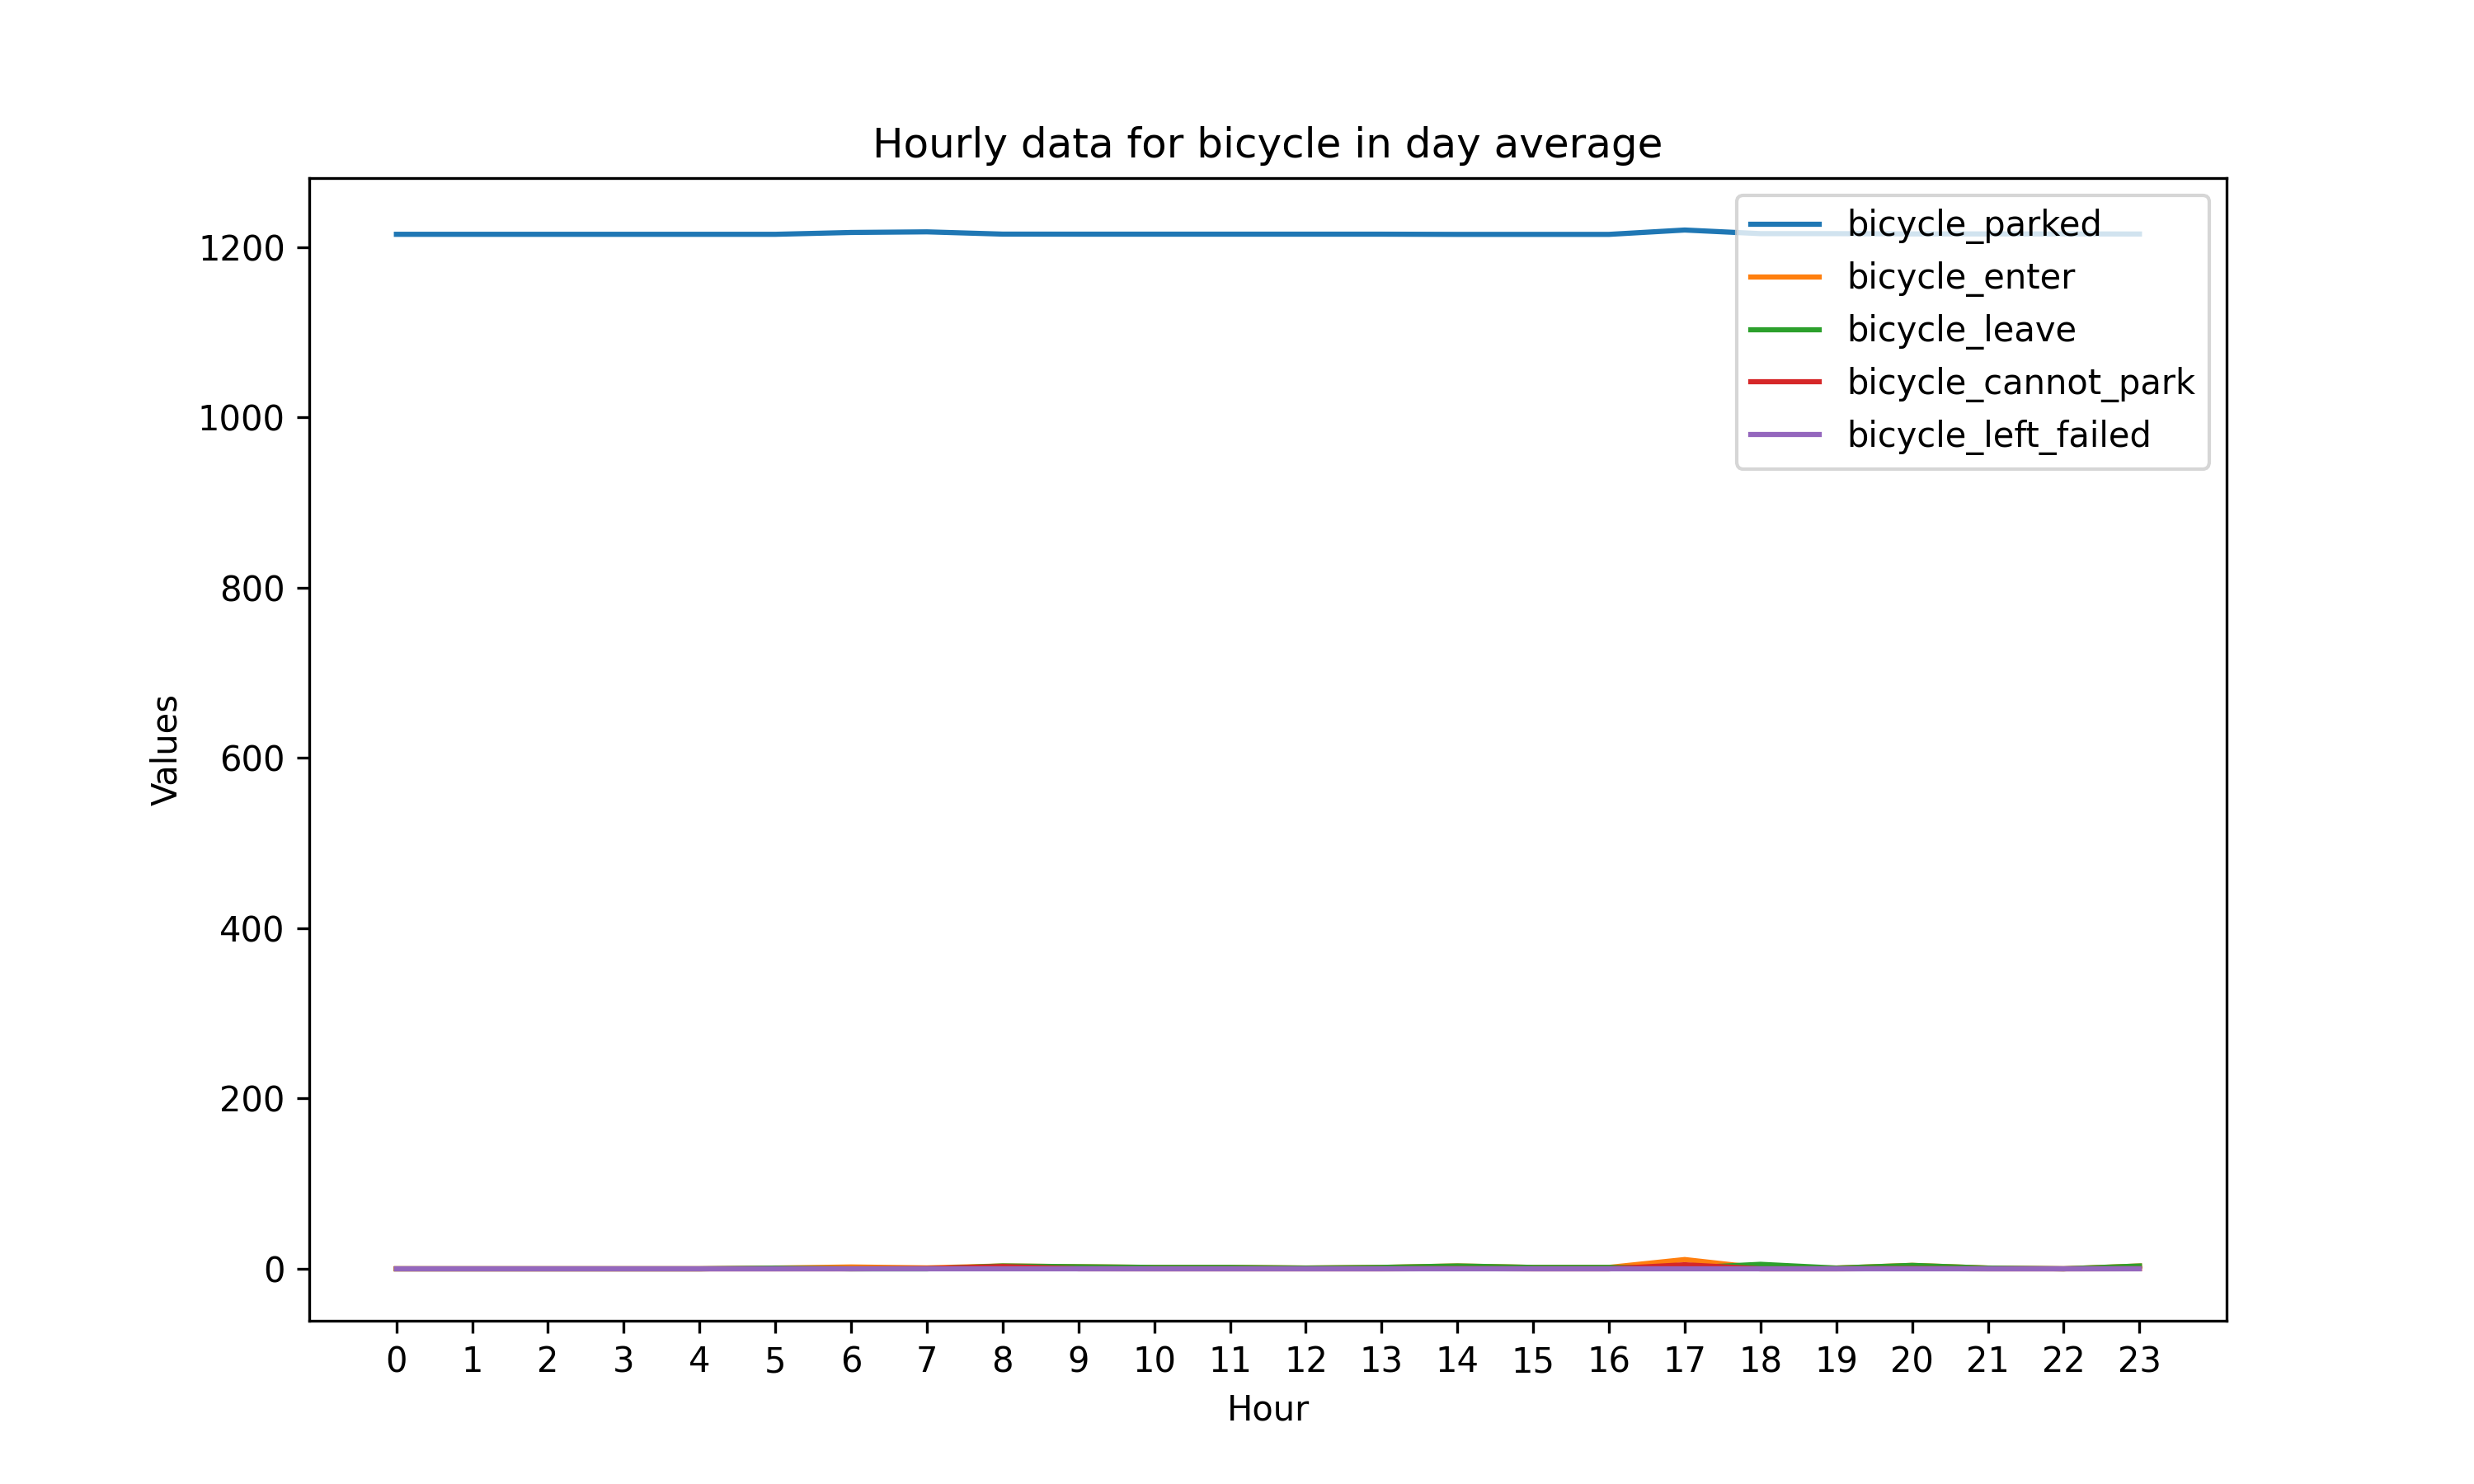 Hourly data for bicycle in day average
bicycle_parked
bicycle_enter
bicycle_leave
bicycle_cannot_park
bicycle_left_failed
1200
1000
800
600
400
200
0
Values
0 1 2 3 4 5 6 7 8 9 10 11 12 13 14 15 16 17 18 19 20 21 22 23
Hour